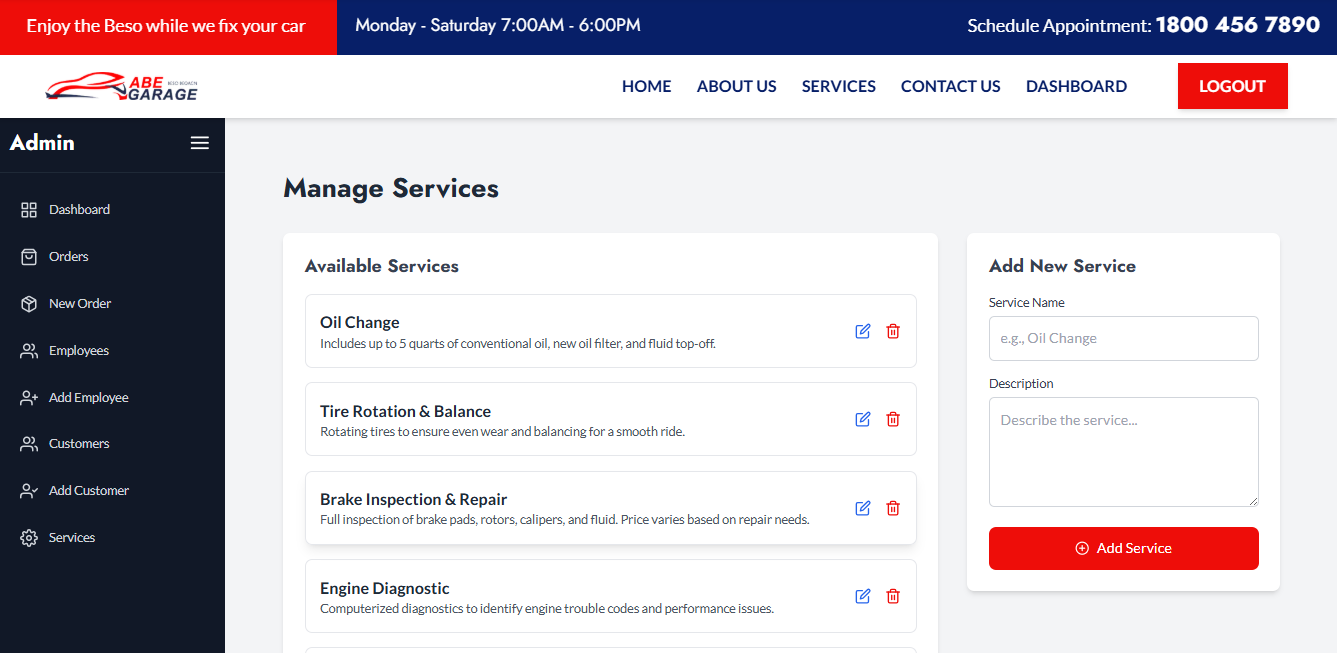 Enjoy the Beso while we fix your car
Monday - Saturday 7:00AM - 6:00PM
Schedule Appointment: 1800 456 7890
ABE
GARAGE
HOME
ABOUT US
SERVICES
CONTACT US
DASHBOARD
LOGOUT
Admin
Dashboard
Orders
New Order
Employees
Add Employee
Customers
Add Customer
Services
Manage Services
Available Services
Oil Change
Includes up to 5 quarts of conventional oil, new oil filter, and fluid top-off.
Tire Rotation & Balance
Rotating tires to ensure even wear and balancing for a smooth ride.
Brake Inspection & Repair
Full inspection of brake pads, rotors, calipers, and fluid. Price varies based on repair needs.
Engine Diagnostic
Computerized diagnostics to identify engine trouble codes and performance issues.
Add New Service
Service Name
e.g., Oil Change
Description
Describe the service...
Add Service